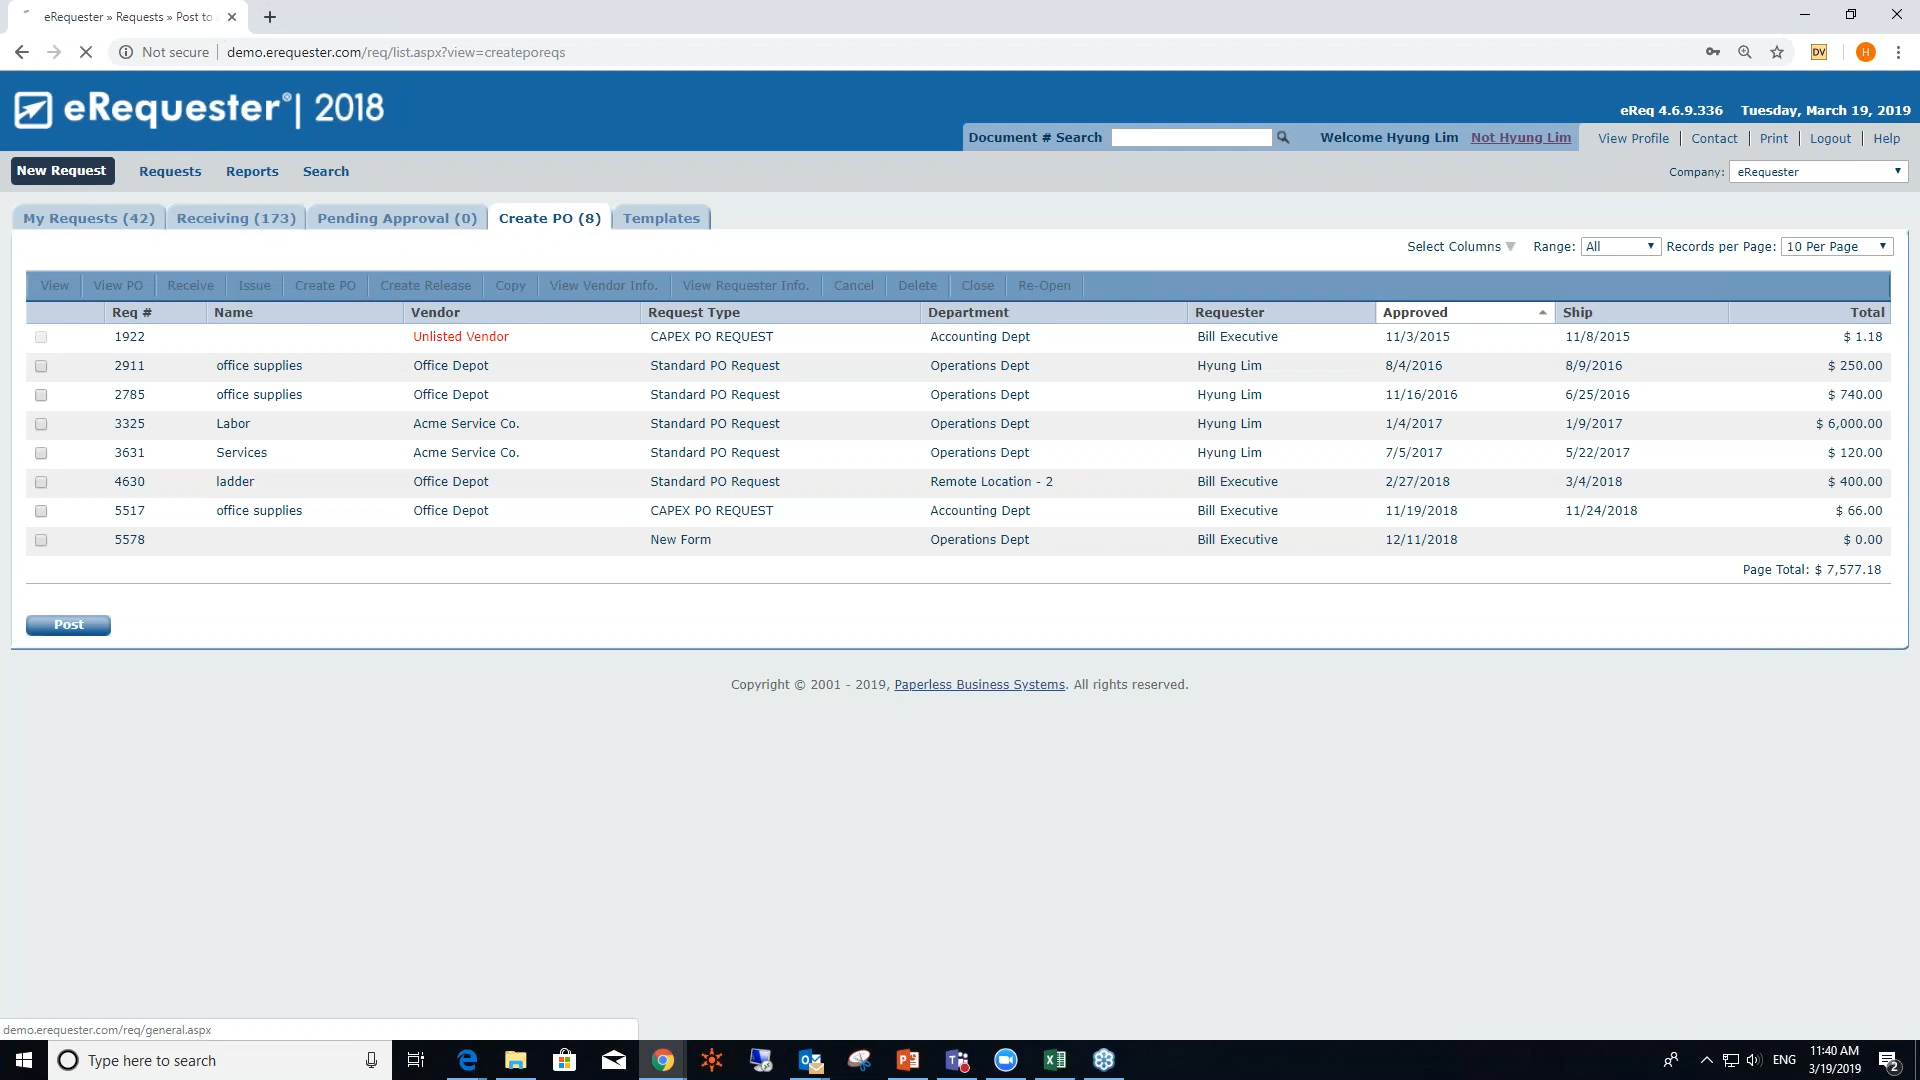 eRequester » Requests » Post to
Not secure
demo.erequester.com/req/list.aspx?view=createporeqs
DV
H
eRequester® | 2018
eReq 4.6.9.336 Tuesday, March 19, 2019
Document # Search Welcome Hyung Lim Not Hyung Lim View Profile Contact Print Logout Help
New Request Requests Reports Search Company: eRequester
My Requests (42) Receiving (173) Pending Approval (0) Create PO (8) Templates
Select Columns Range: All Records per Page: 10 Per Page
View View PO Receive Issue Create PO Create Release Copy View Vendor Info. View Requester Info. Cancel Delete Close Re-Open
Req # Name Vendor Request Type Department Requester Approved Ship Total
1922 Unlisted Vendor CAPEX PO REQUEST Accounting Dept Bill Executive 11/3/2015 11/8/2015 $ 1.18
2911 office supplies Office Depot Standard PO Request Operations Dept Hyung Lim 8/4/2016 8/9/2016 $ 250.00
2785 office supplies Office Depot Standard PO Request Operations Dept Hyung Lim 11/16/2016 6/25/2016 $ 740.00
3325 Labor Acme Service Co. Standard PO Request Operations Dept Hyung Lim 1/4/2017 1/9/2017 $ 6,000.00
3631 Services Acme Service Co. Standard PO Request Operations Dept Hyung Lim 7/5/2017 5/22/2017 $ 120.00
4630 ladder Office Depot Standard PO Request Remote Location - 2 Bill Executive 2/27/2018 3/4/2018 $ 400.00
5517 office supplies Office Depot CAPEX PO REQUEST Accounting Dept Bill Executive 11/19/2018 11/24/2018 $ 66.00
5578 New Form Operations Dept Bill Executive 12/11/2018 $ 0.00
Page Total: $ 7,577.18
Post
Copyright © 2001 - 2019, Paperless Business Systems. All rights reserved.
demo.erequester.com/req/general.aspx
Type here to search
ENG
11:40 AM
3/19/2019
2